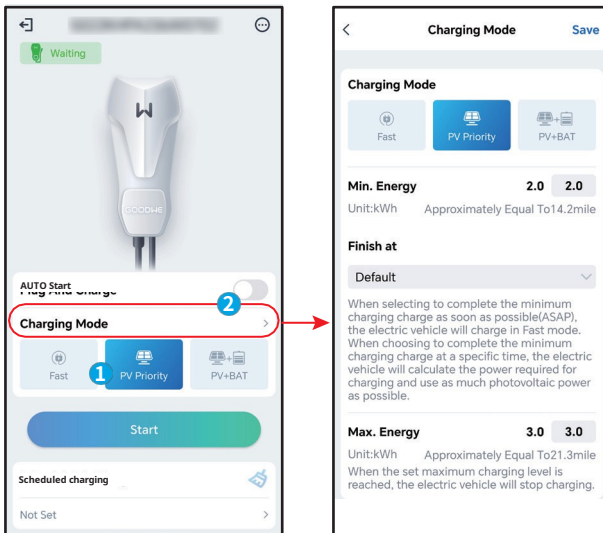 Waiting
GOODWE
AUTO Start
2
Charging Mode
1
Fast
PV Priority
PV+BAT
Start
Scheduled charging
Not Set
Charging Mode
Save
Charging Mode
Fast
PV Priority
PV+BAT
Min. Energy 2.0 2.0
Unit:kWh Approximately Equal To14.2mile
Finish at
Default
When selecting to complete the minimum
charging charge as soon as possible(ASAP),
the electric vehicle will charge in Fast mode.
When choosing to complete the minimum
charging charge at a specific time, the electric
vehicle will calculate the power required for
charging and use as much photovoltaic power
as possible.
Max. Energy 3.0 3.0
Unit:kWh Approximately Equal To21.3mile
When the set maximum charging level is
reached, the electric vehicle will stop charging.